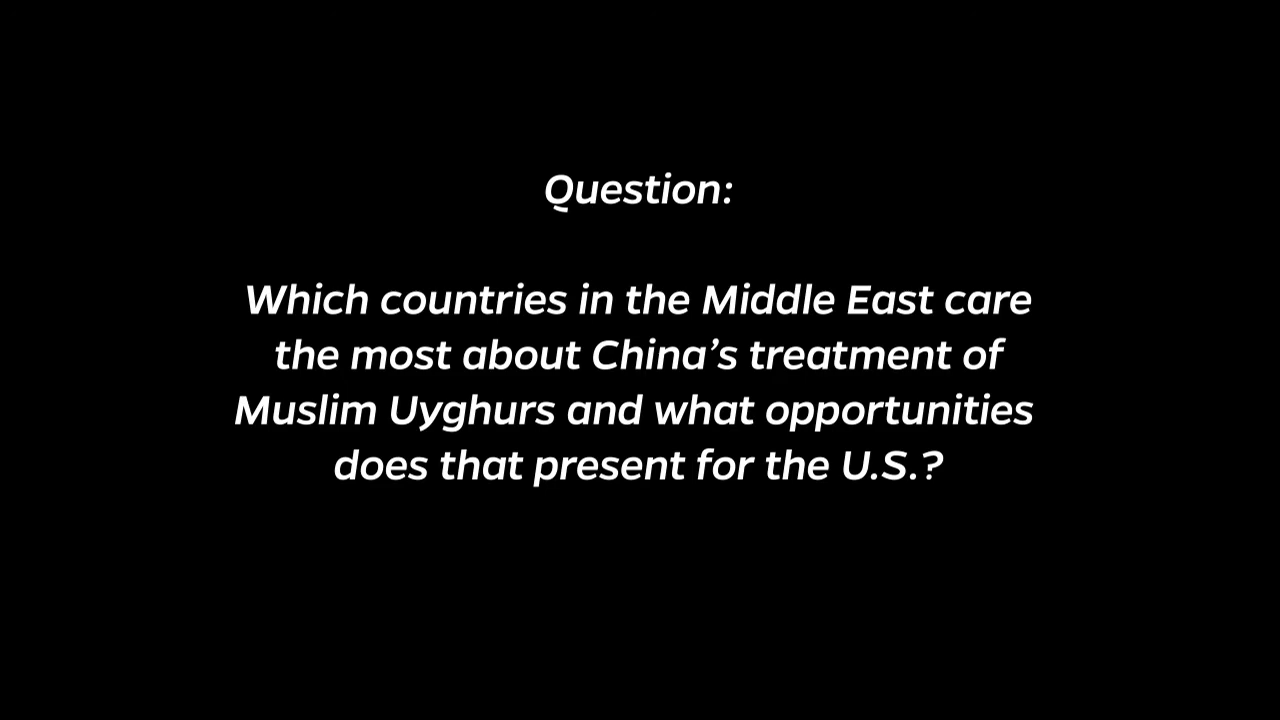 Question:
Which countries in the Middle East care
the most about China’s treatment of
Muslim Uyghurs and what opportunities
does that present for the U.S.?